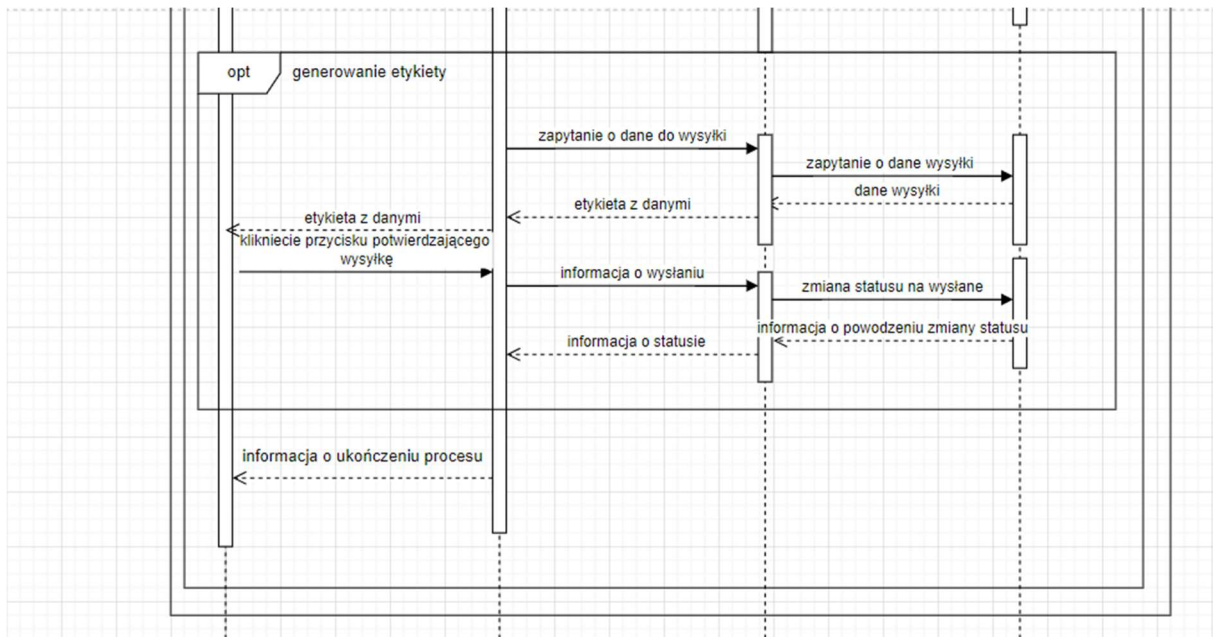 opt
generowanie etykiety
zapytanie o dane do wysyłki
zapytanie o dane wysyłki
dane wysyłki
etykieta z danymi
etykieta z danymi
klikniecie przycisku potwierdzającego
wysyłkę
informacja o wysłaniu
zmiana statusu na wysłane
informacja o powodzeniu zmiany statusu
informacja o statusie
informacja o ukończeniu procesu